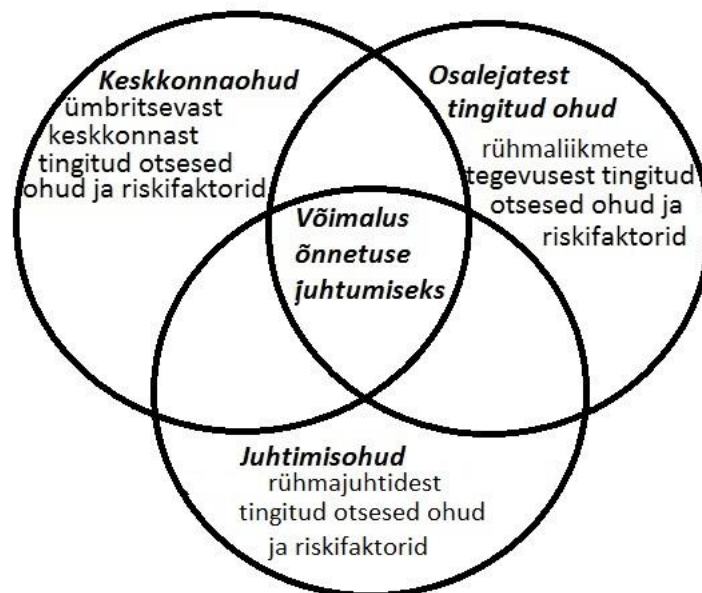 Keskkonnaohud
ümbritsevast
keskkonnast
tingitud otsesed
ohud ja riskifaktorid
Osalejatest
tingitud ohud
rühmaliikmete
tegevusest tingitud
otsesed ohud ja
riskifaktorid
Võimalus
õnnetuse
juhtumiseks
Juhtimisohud
rühmajuhtidest
tingitud otsesed ohud
ja riskifaktorid